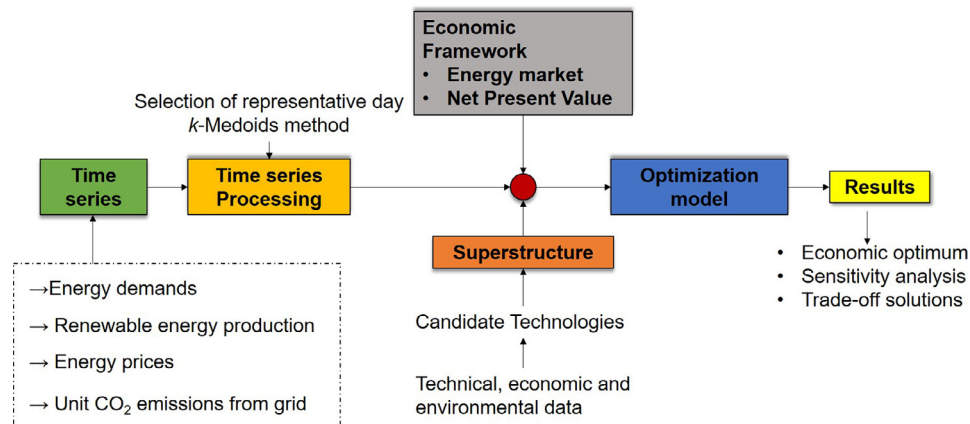 Economic
Framework
• Energy market
• Net Present Value
Selection of representative day
k-Medoids method
Time
series
Time series
Processing
Optimization
model
Results
Superstructure
• Economic optimum
• Sensitivity analysis
• Trade-off solutions
→Energy demands
→ Renewable energy production
→ Energy prices
→ Unit CO₂ emissions from grid
Candidate Technologies
Technical, economic and
environmental data